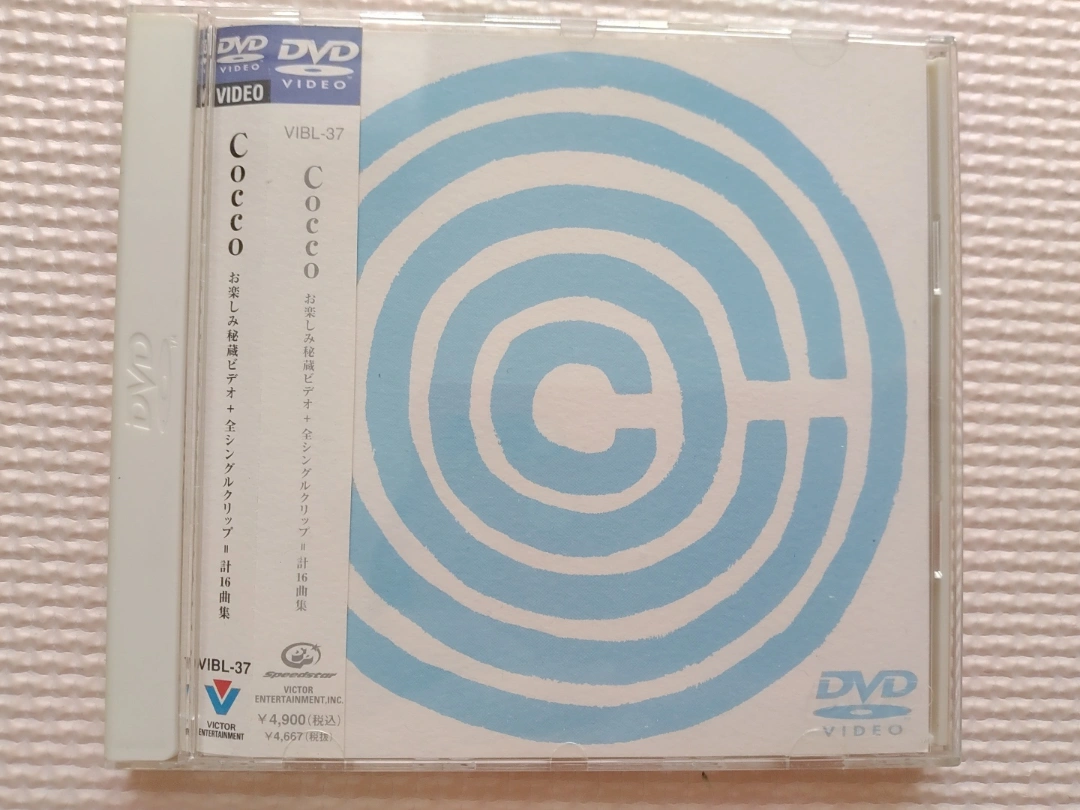 DVD
VIDEO
VIDEO
Cocco
お楽しみ秘蔵ビデオ + 全シングルクリップ = 計16曲集
VIBL-37
VICTOR
ENTERTAINMENT
DVD
VIDEO
VIBL-37
Cocco
お楽しみ秘蔵ビデオ + 全シングルクリップ = 計16曲集
Speedstar
VICTOR
ENTERTAINMENT, INC.
¥4,900(税込)
¥4,667(税抜)
DVD
DVD
VIDEO